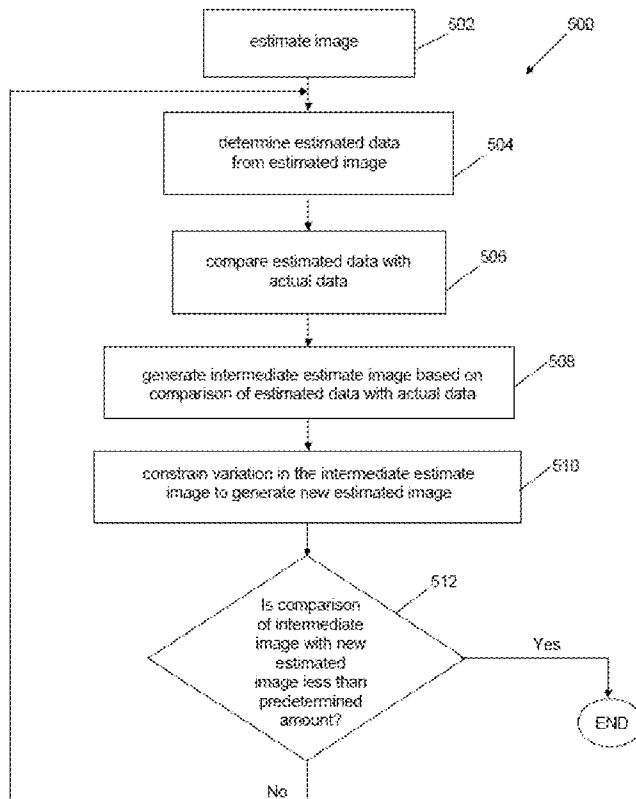 estimate image
502
500
determine estimated data
from estimated image
504
compare estimated data with
actual data
506
generate intermediate estimate image based on
comparison of estimated data with actual data
508
constrain variation in the intermediate estimate
image to generate new estimated image
510
512
Is comparison
of intermediate
image with new
estimated
image less than
predetermined
amount?
Yes
END
No